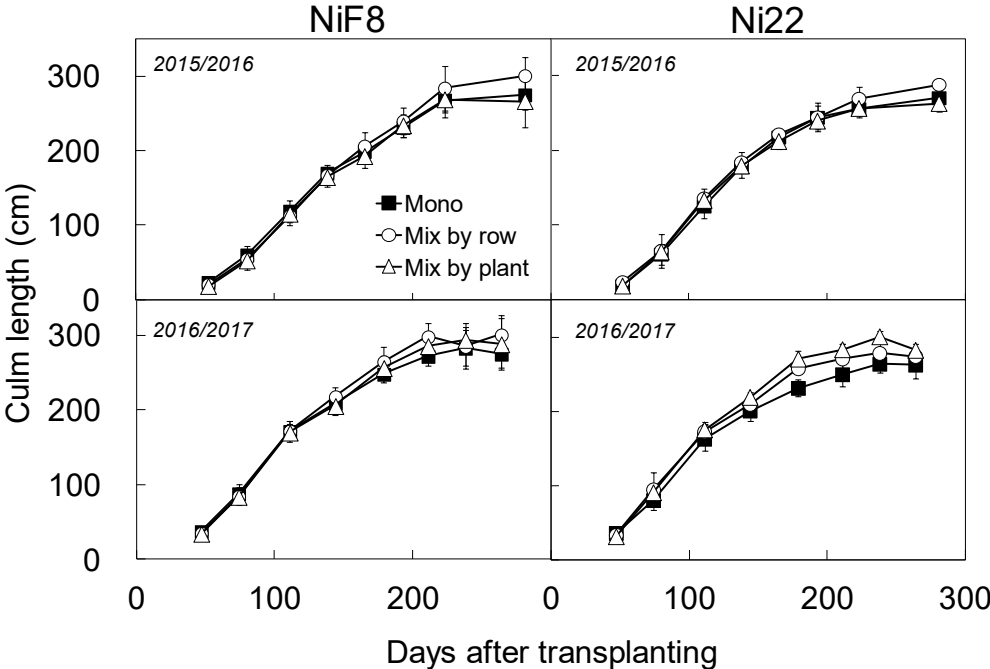 NiF8 Ni22
2015/2016 2015/2016
300
200
Mono
Mix by row
100
Mix by plant
0
2016/2017 2016/2017
300
200
100
0
0 100 200 0 100 200 300
Culm length (cm)
Days after transplanting